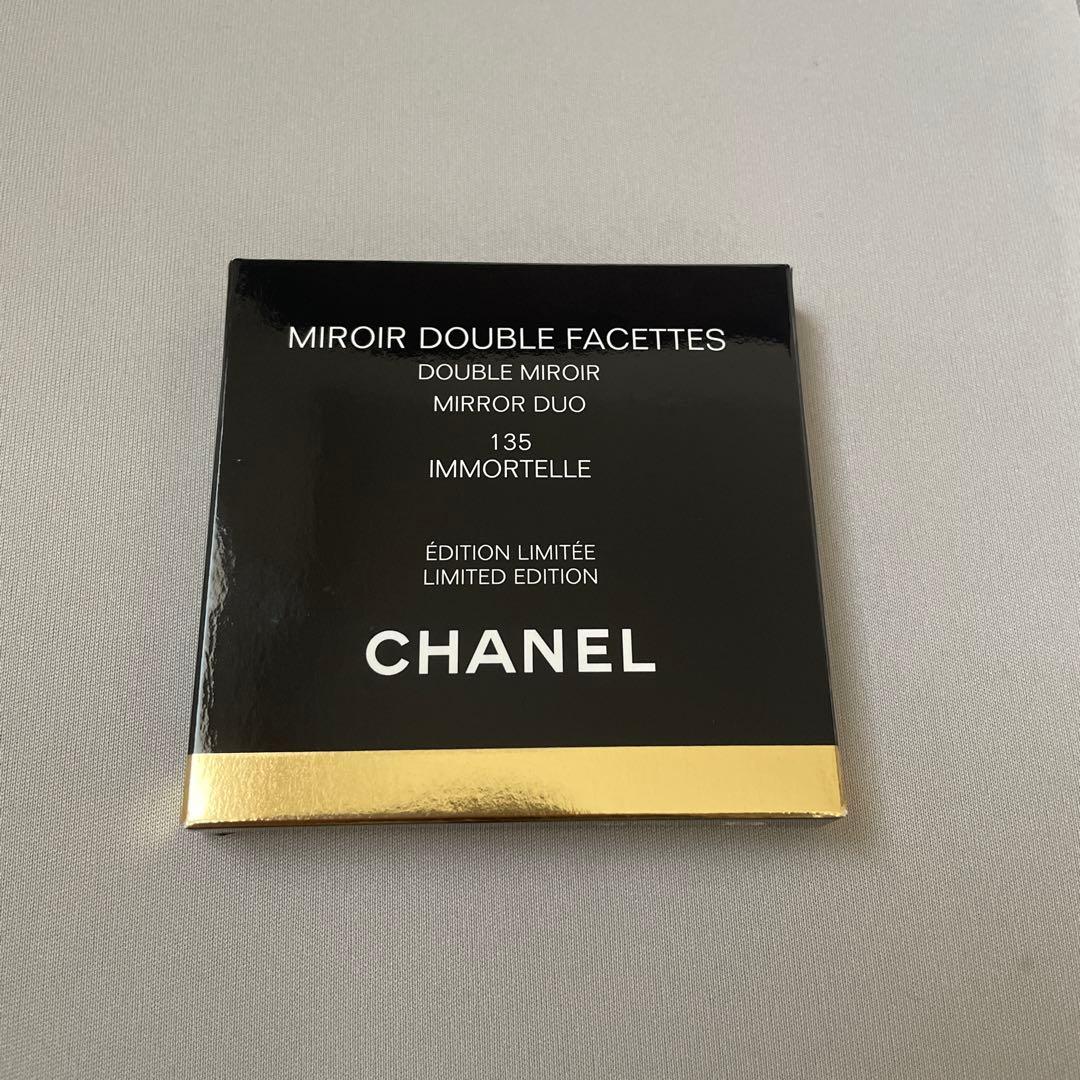 MIROIR DOUBLE FACETTES
DOUBLE MIROIR
MIRROR DUO
135
IMMORTELLE
ÉDITION LIMITÉE
LIMITED EDITION
CHANEL